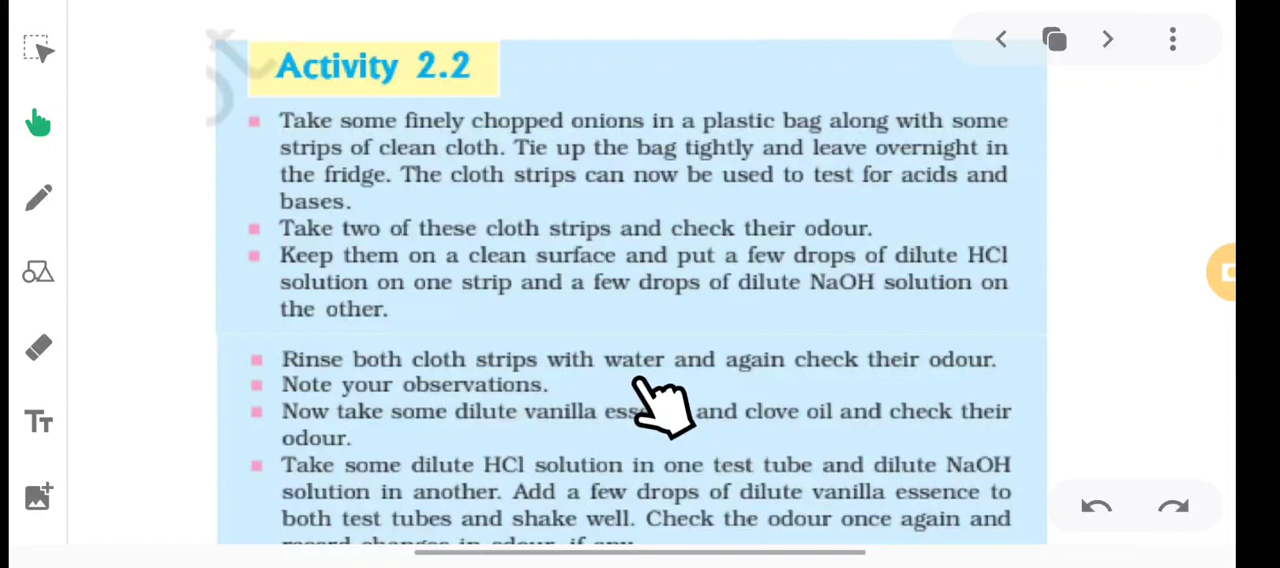 Activity 2.2
Take some finely chopped onions in a plastic bag along with some
strips of clean cloth. Tie up the bag tightly and leave overnight in
the fridge. The cloth strips can now be used to test for acids and
bases.
Take two of these cloth strips and check their odour.
Keep them on a clean surface and put a few drops of dilute HCl
solution on one strip and a few drops of dilute NaOH solution on
the other.
Rinse both cloth strips with water and again check their odour.
Note your observations.
Now take some dilute vanilla and clove oil and check their
odour.
Take some dilute HCl solution in one test tube and dilute NaOH
solution in another. Add a few drops of dilute vanilla essence to
both test tubes and shake well. Check the odour once again and
Tт